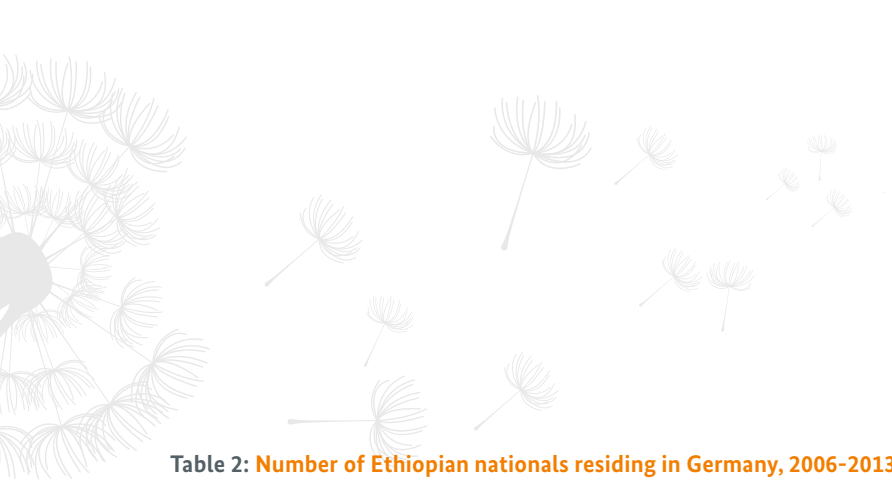 Table 2: Number of Ethiopian nationals residing in Germany, 2006-2013